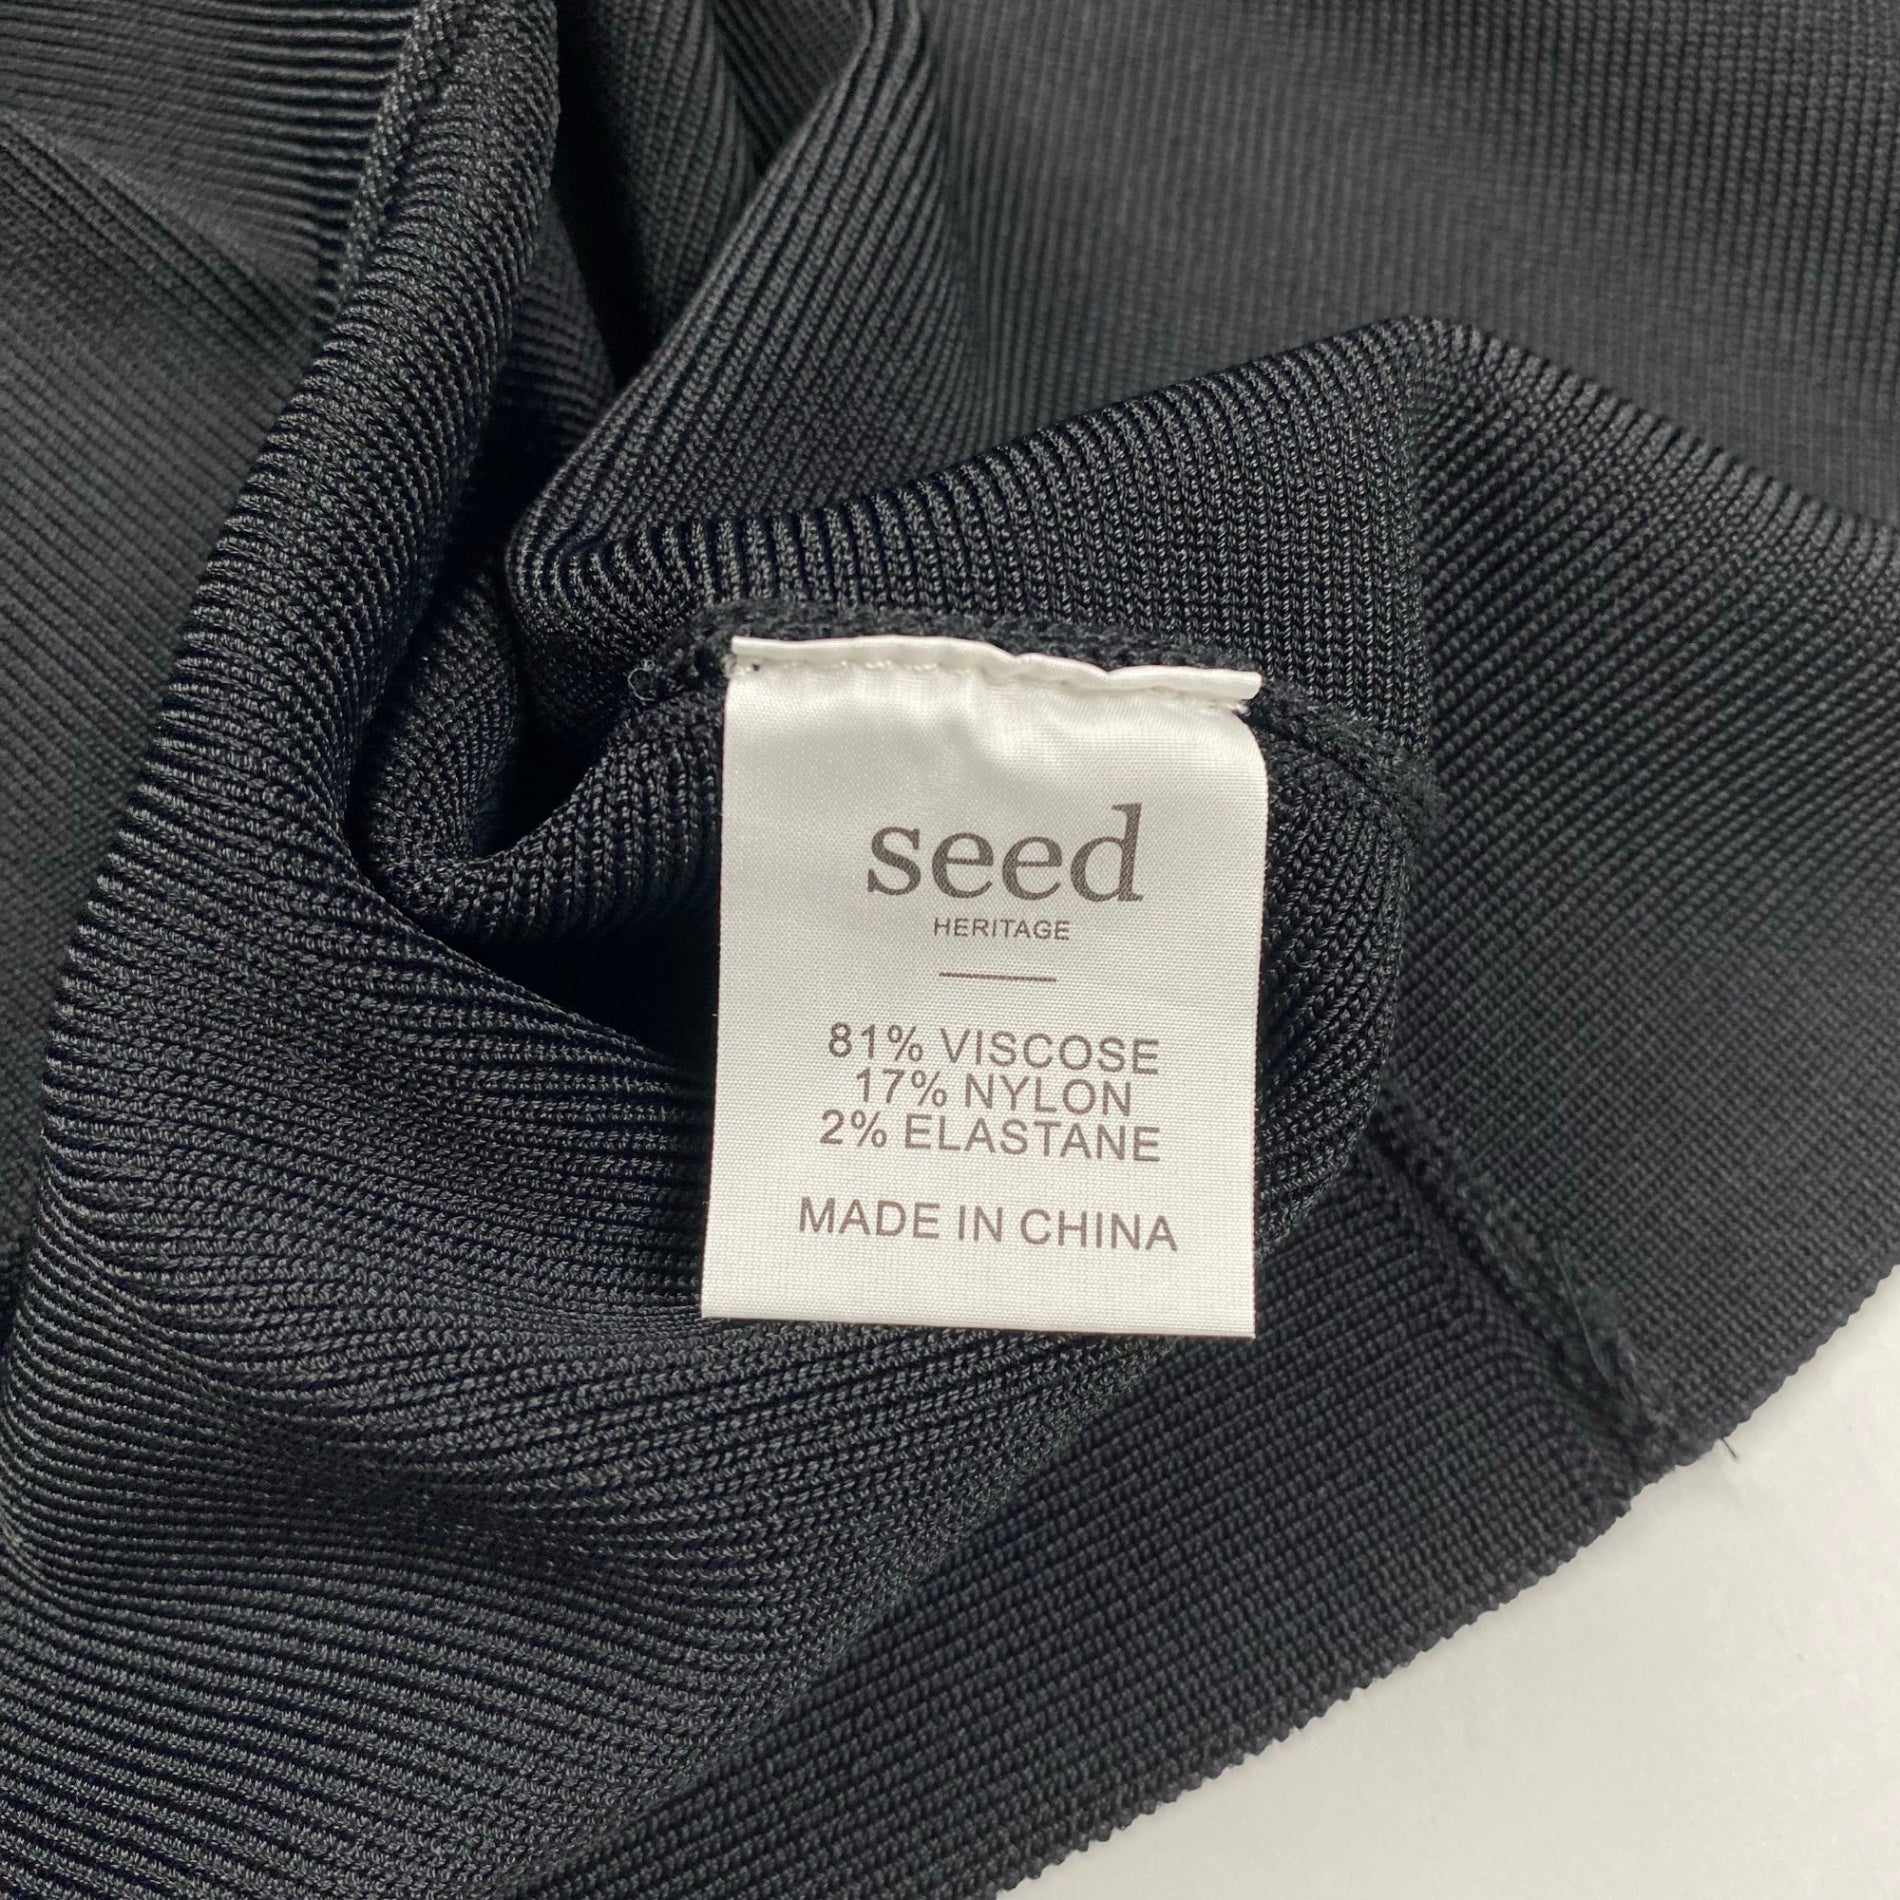 seed
HERITAGE
81% VISCOSE
17% NYLON
2% ELASTANE
MADE IN CHINA